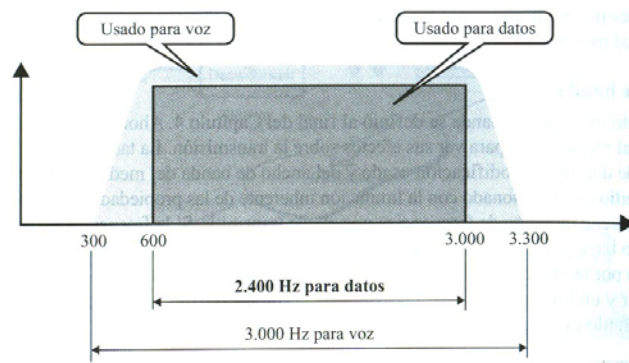 Usado para voz
Usado para datos
300
600
3.000
3.300
2.400 Hz para datos
3.000 Hz para voz